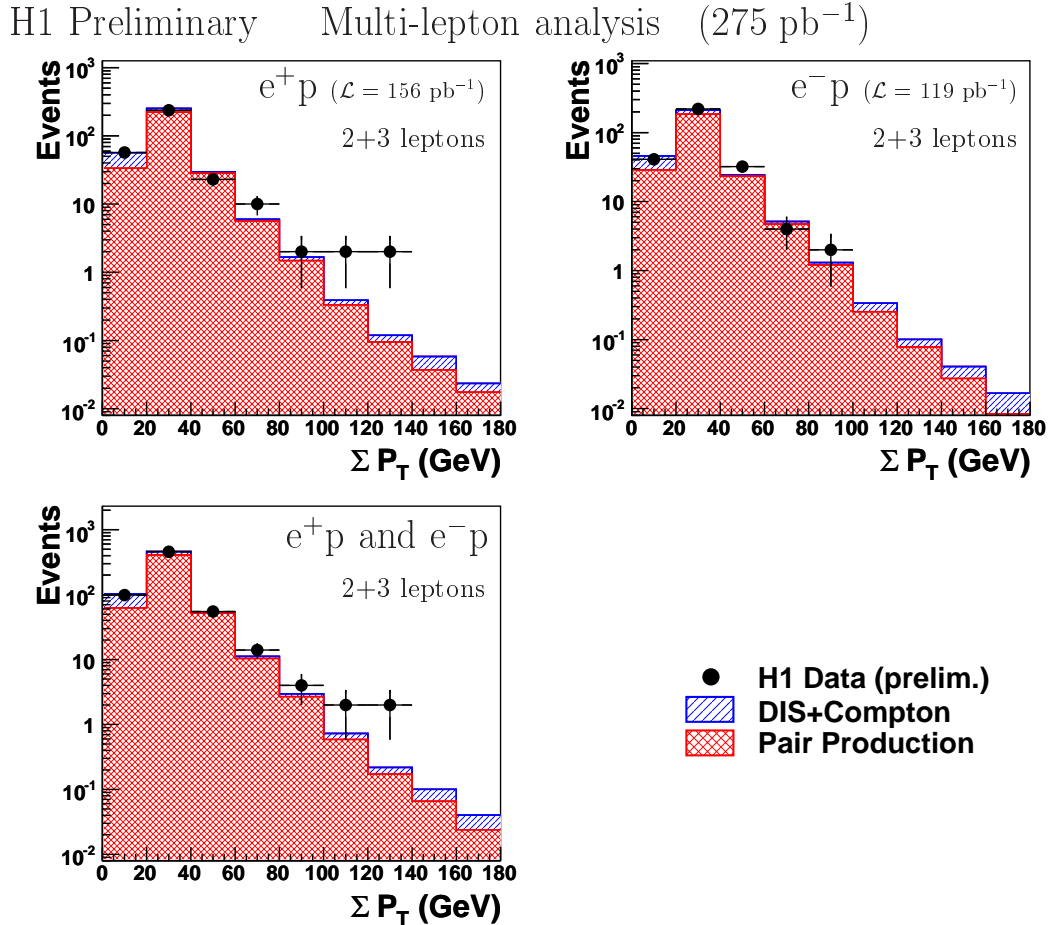 H1 Preliminary Multi-lepton analysis (275 pb⁻¹)
Events
10³
10²
10
1
10⁻¹
10⁻²
e⁺p (ℒ = 156 pb⁻¹)
2+3 leptons
0 20 40 60 80 100 120 140 160 180
Σ P_T (GeV)
Events
10³
10²
10
1
10⁻¹
10⁻²
e⁻p (ℒ = 119 pb⁻¹)
2+3 leptons
0 20 40 60 80 100 120 140 160 180
Σ P_T (GeV)
Events
10³
10²
10
1
10⁻¹
10⁻²
e⁺p and e⁻p
2+3 leptons
0 20 40 60 80 100 120 140 160 180
Σ P_T (GeV)
H1 Data (prelim.)
DIS+Compton
Pair Production